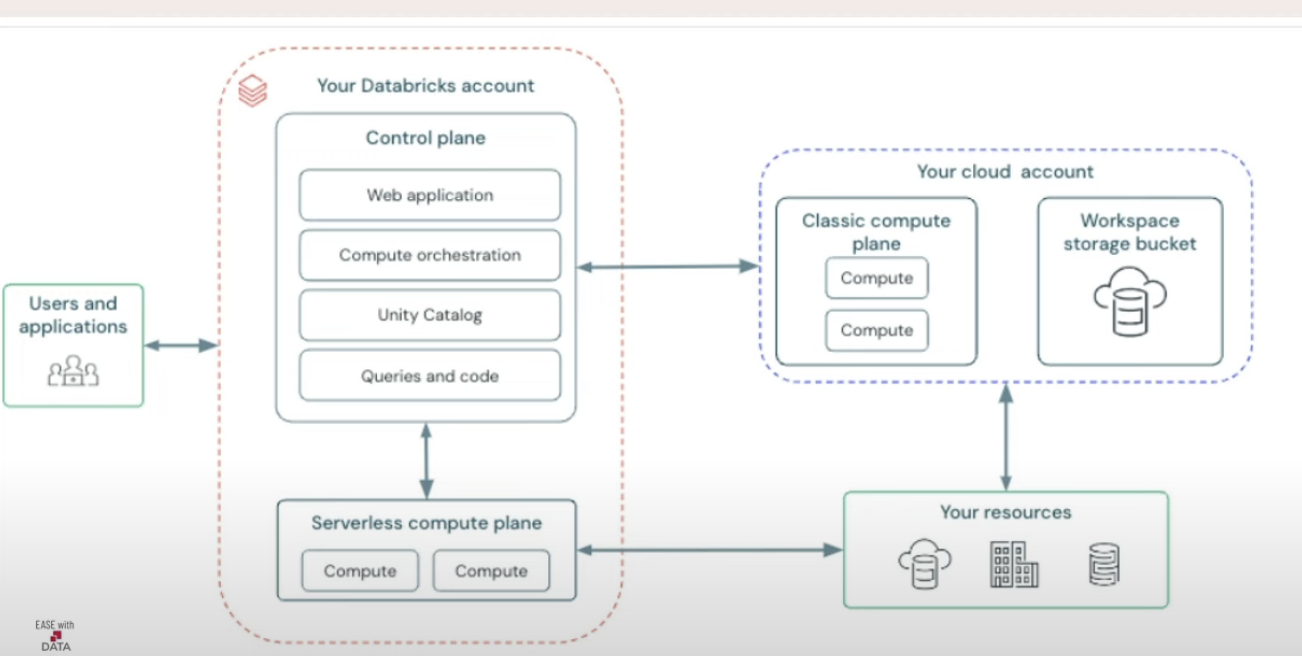 Your Databricks account
Control plane
Web application
Compute orchestration
Unity Catalog
Queries and code
Users and
applications
Serverless compute plane
Compute
Compute
Your cloud account
Classic compute
plane
Compute
Compute
Workspace
storage bucket
Your resources
EASE with
DATA